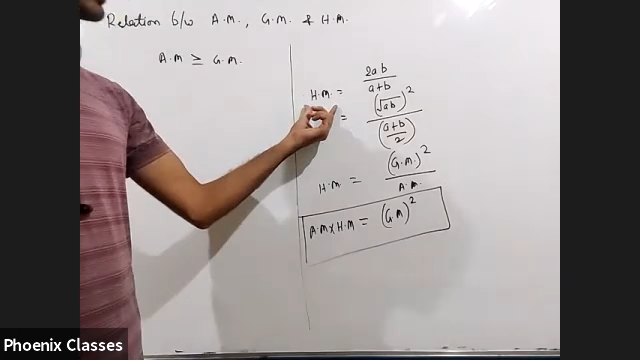 Relation b/w A.M., G.M. & H.M.
A.M ≥ G.M.
H.M. = 2ab / a+b
= (√ab)² / (a+b / 2)
H.M = (G.M.)² / A.M.
A.M x H.M = (G.M)²
Phoenix Classes